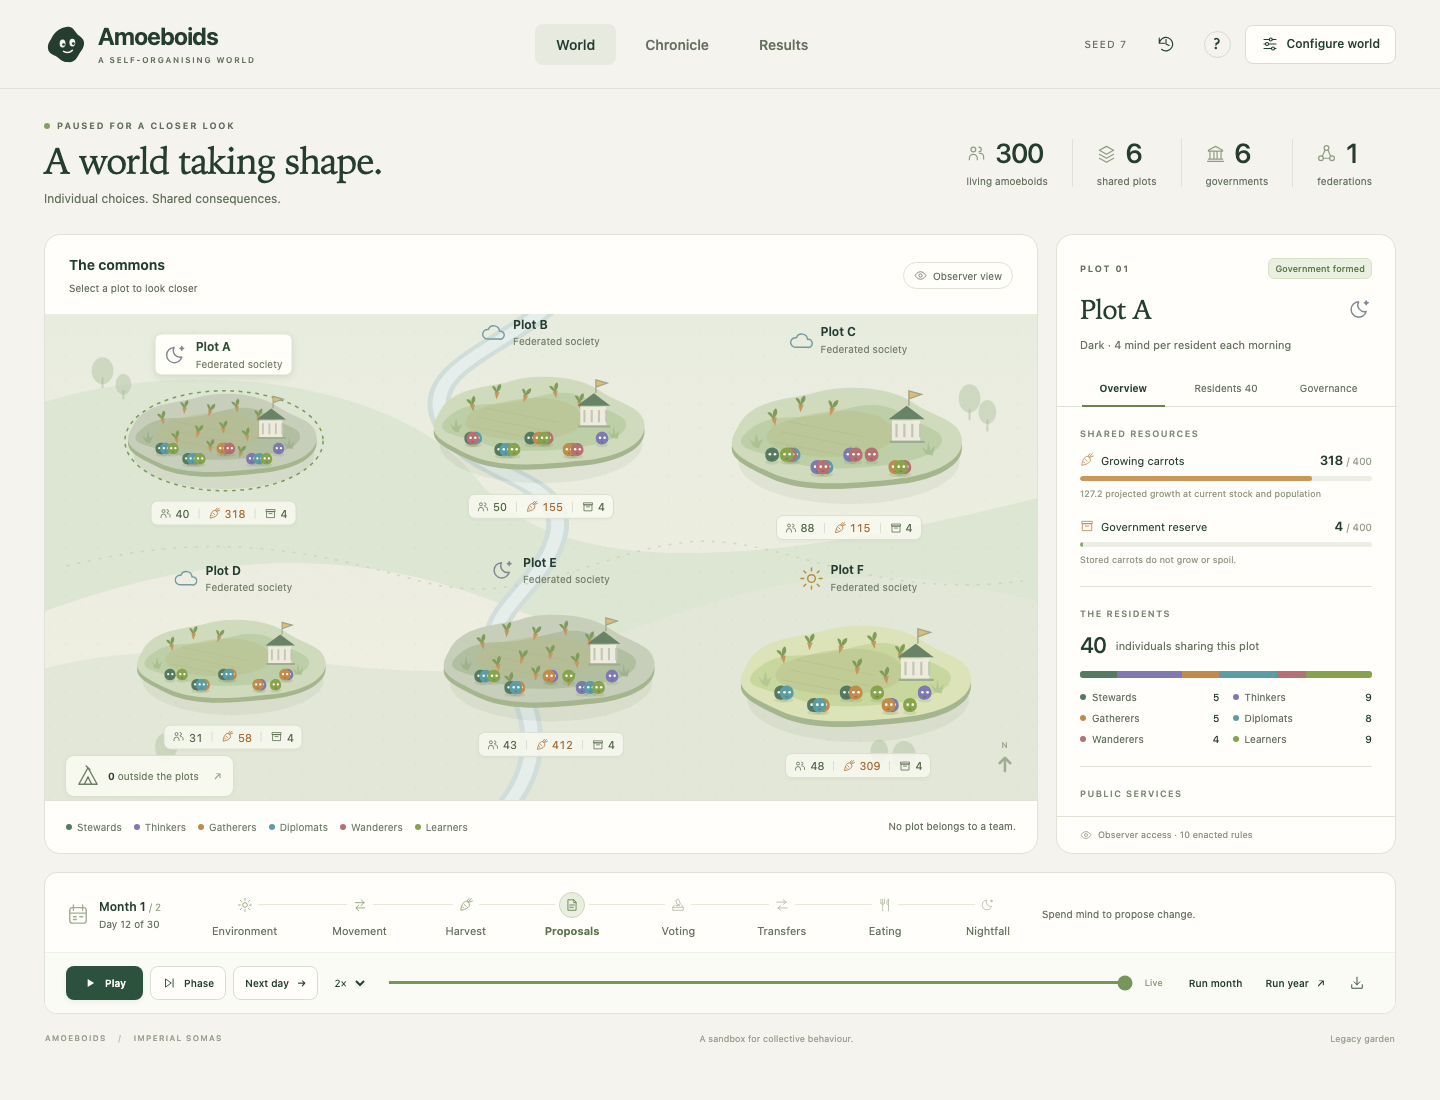 Amoeboids
A SELF-ORGANISING WORLD
World
Chronicle
Results
SEED 7
?
Configure world
PAUSED FOR A CLOSER LOOK
A world taking shape.
Individual choices. Shared consequences.
300
living amoeboids
6
shared plots
6
governments
1
federations
The commons
Select a plot to look closer
Observer view
Plot A
Federated society
40 318 4
Plot B
Federated society
50 155 4
Plot C
Federated society
88 115 4
Plot D
Federated society
31 58 4
Plot E
Federated society
43 412 4
Plot F
Federated society
48 309 4
N
0 outside the plots
Stewards
Thinkers
Gatherers
Diplomats
Wanderers
Learners
No plot belongs to a team.
PLOT 01
Government formed
Plot A
Dark · 4 mind per resident each morning
Overview
Residents 40
Governance
SHARED RESOURCES
Growing carrots 318 / 400
127.2 projected growth at current stock and population
Government reserve 4 / 400
Stored carrots do not grow or spoil.
THE RESIDENTS
40 individuals sharing this plot
Stewards 5
Thinkers 9
Gatherers 5
Diplomats 8
Wanderers 4
Learners 9
PUBLIC SERVICES
Observer access · 10 enacted rules
Month 1 / 2
Day 12 of 30
Environment
Movement
Harvest
Proposals
Voting
Transfers
Eating
Nightfall
Spend mind to propose change.
Play
Phase
Next day
2×
Live
Run month
Run year
AMOEBOIDS / IMPERIAL SOMAS
A sandbox for collective behaviour.
Legacy garden